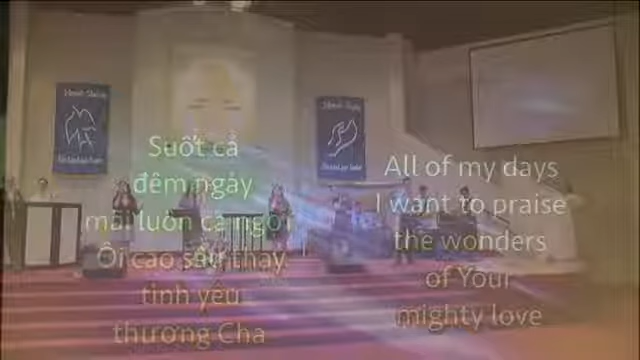 Suốt cả
đêm ngày
mãi luôn ca ngợi
Ôi cao sâu thay
tình yêu
thương Cha
All of my days
I want to praise
the wonders
of Your
mighty love